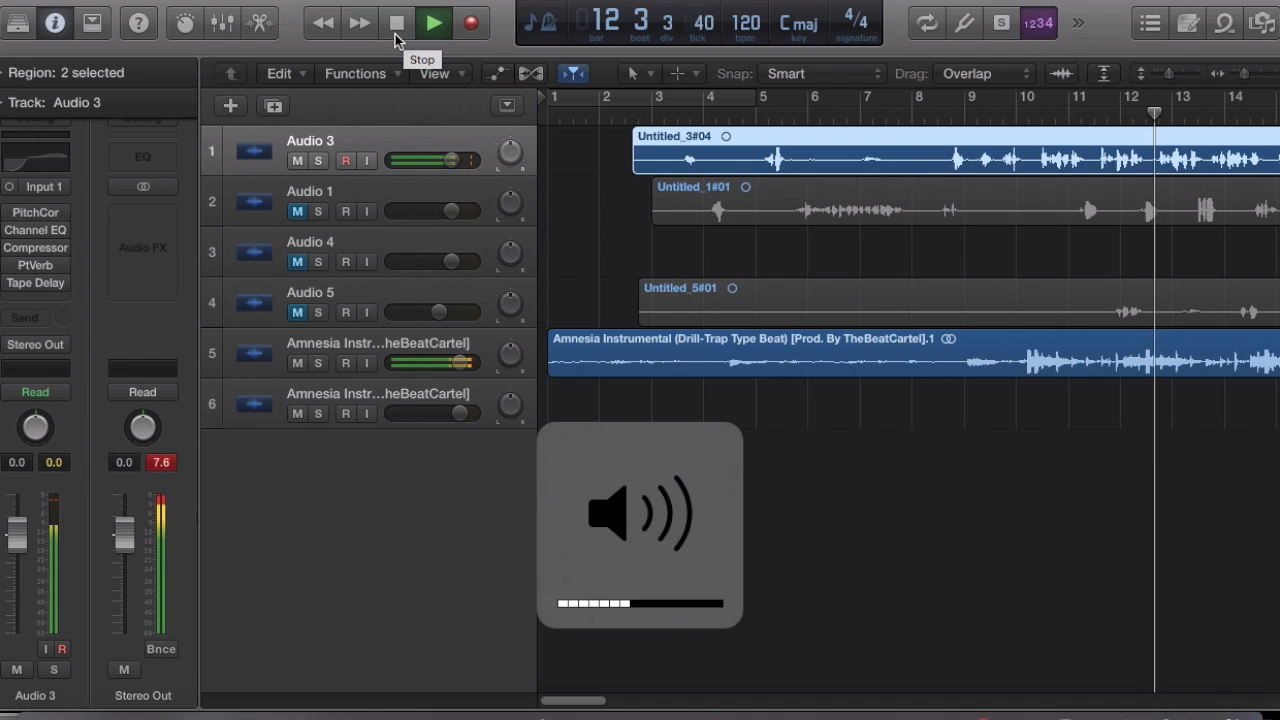 12 3 3 40 120 C maj 4/4
bar beat div tick bpm key signature
S 1234
Stop
Region: 2 selected
Edit Functions View Snap: Smart Drag: Overlap
Track: Audio 3
1 2 3 4 5 6 7 8 9 10 11 12 13 14
1 Audio 3 Untitled_3#04
M S R I
L R
EQ
Input 1
2 Audio 1 Untitled_1#01
M S R I
L R
PitchCor
Channel EQ
Compressor Audio FX
PtVerb
Tape Delay
3 Audio 4
M S R I
L R
4 Audio 5 Untitled_5#01
M S R I
L R
Send
Stereo Out
5 Amnesia Instr...heBeatCartel] Amnesia Instrumental (Drill-Trap Type Beat) [Prod. By TheBeatCartel].1
M S R I
L R
Read Read
6 Amnesia Instr...heBeatCartel]
M S R I
L R
0.0 0.0 0.0 7.6
I R Bnce
M S M
Audio 3 Stereo Out